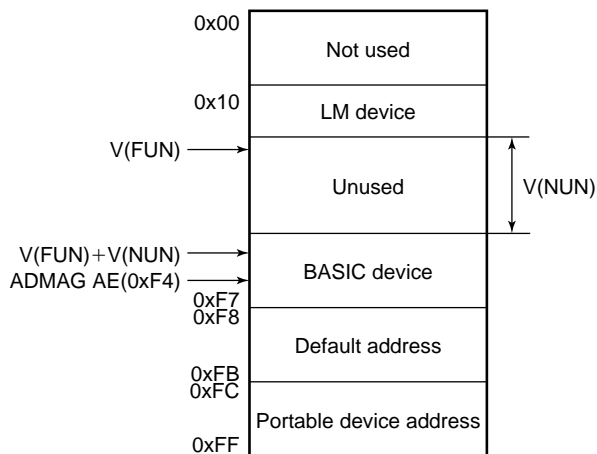 0x00
Not used
0x10
LM device
V(FUN)
Unused
V(NUN)
V(FUN)+V(NUN)
ADMAG AE(0xF4)
BASIC device
0xF7
0xF8
Default address
0xFB
0xFC
Portable device address
0xFF